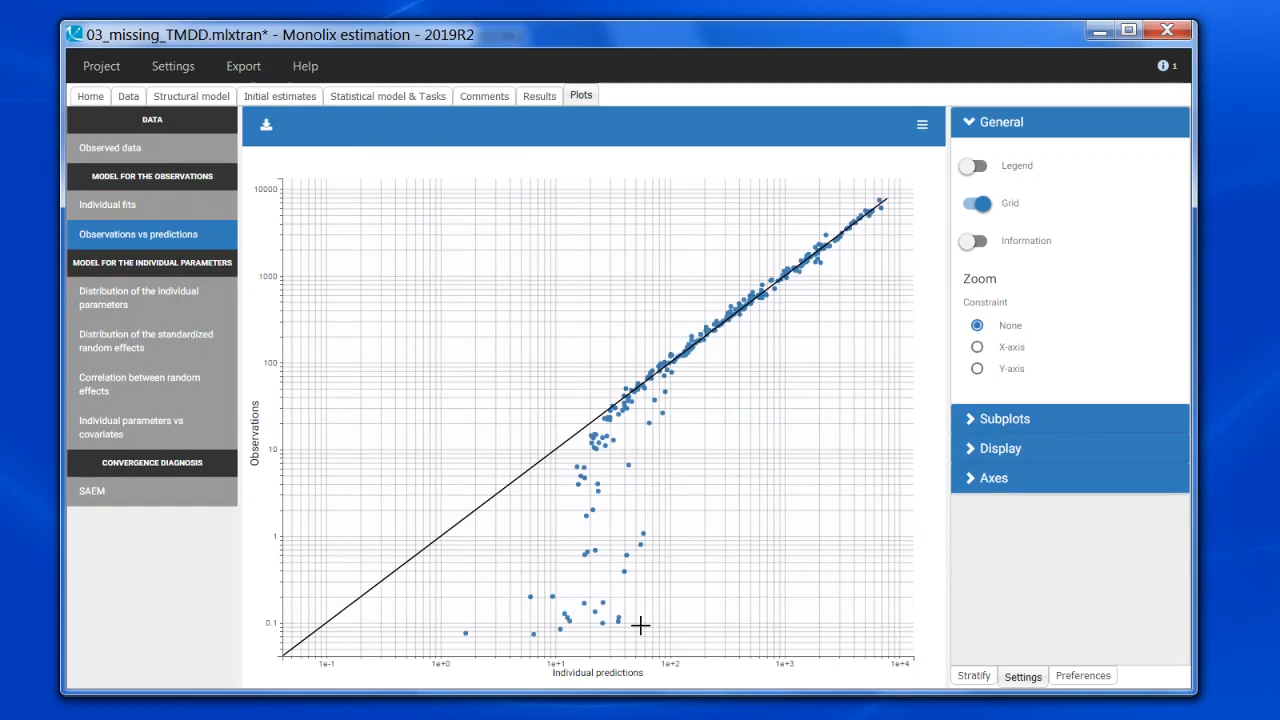 03_missing_TMDD.mlxtran* - Monolix estimation - 2019R2
Project Settings Export Help 1
Home Data Structural model Initial estimates Statistical model & Tasks Comments Results Plots
DATA
Observed data
MODEL FOR THE OBSERVATIONS
Individual fits
Observations vs predictions
MODEL FOR THE INDIVIDUAL PARAMETERS
Distribution of the individual
parameters
Distribution of the standardized
random effects
Correlation between random
effects
Individual parameters vs
covariates
CONVERGENCE DIAGNOSIS
SAEM
Observations
10000
1000
100
10
1
0.1
1e-1 1e+0 1e+1 1e+2 1e+3 1e+4
Individual predictions
General
Legend
Grid
Information
Zoom
Constraint
None
X-axis
Y-axis
Subplots
Display
Axes
Stratify Settings Preferences